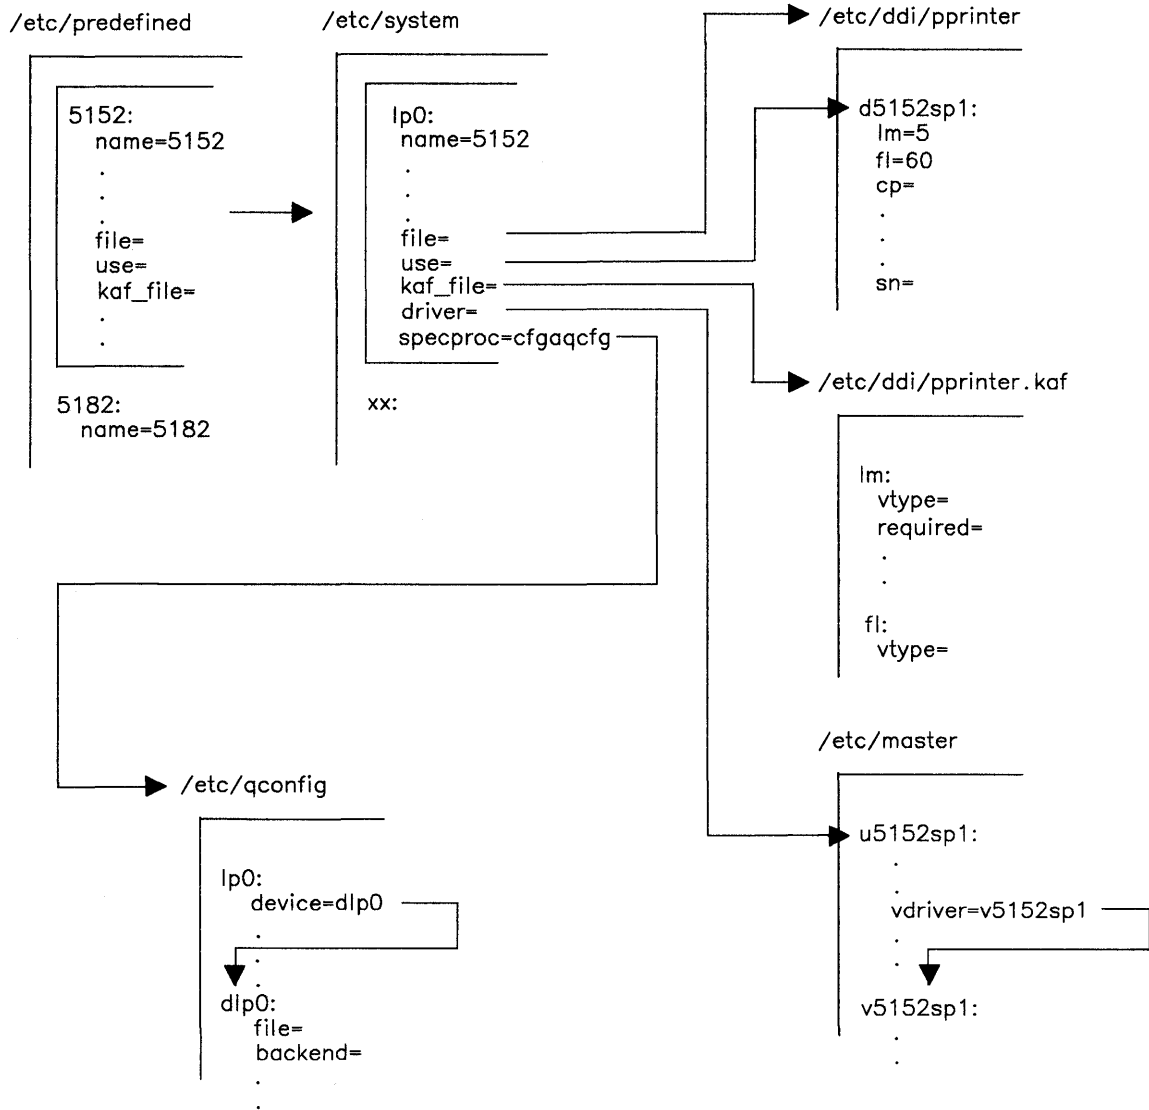 /etc/predefined
5152:
name=5152
.
.
.
file=
use=
kaf_file=
.
.
5182:
name=5182
/etc/system
lp0:
name=5152
.
.
.
file=
use=
kaf_file=
driver=
specproc=cfgaqcfg
xx:
/etc/ddi/pprinter
d5152sp1:
lm=5
fl=60
cp=
.
.
.
sn=
/etc/ddi/pprinter.kaf
lm:
vtype=
required=
.
.
fl:
vtype=
/etc/master
u5152sp1:
.
.
vdriver=v5152sp1
.
.
v5152sp1:
.
.
/etc/qconfig
lp0:
device=dlp0
.
.
.
dlp0:
file=
backend=
.
.